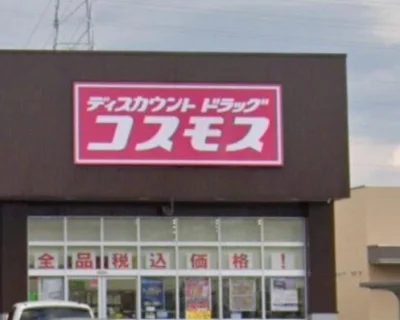 ディスカウント ドラッグ
コスモス
全品税込価格!